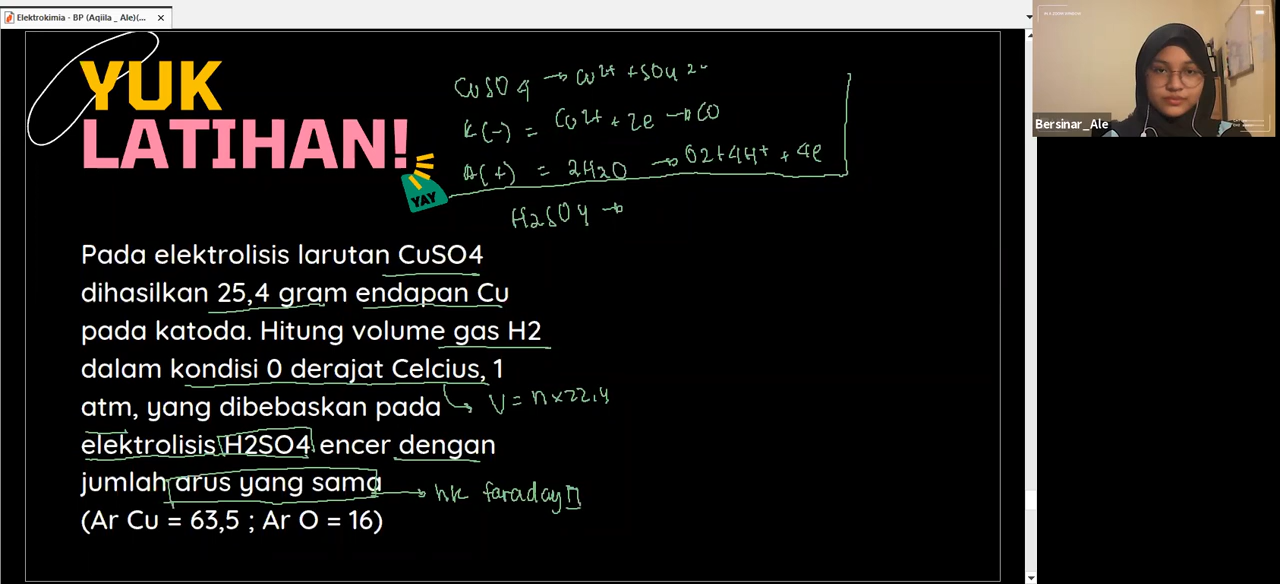 Elektrokimia - BP (Aqiila _ Ale)(...
YUK
LATIHAN!
YAY
CuSO4 → Cu2+ + SO4 2-
K(-) = Cu2+ + 2e → CO
A(+) = 2H2O → O2+4H+ + 4e
H2SO4 →
Pada elektrolisis larutan CuSO4
dihasilkan 25,4 gram endapan Cu
pada katoda. Hitung volume gas H2
dalam kondisi 0 derajat Celcius, 1
atm, yang dibebaskan pada
V = n×22.4
elektrolisis H2SO4 encer dengan
jumlah arus yang sama
hk faraday II
(Ar Cu = 63,5 ; Ar O = 16)
Bersinar_Ale